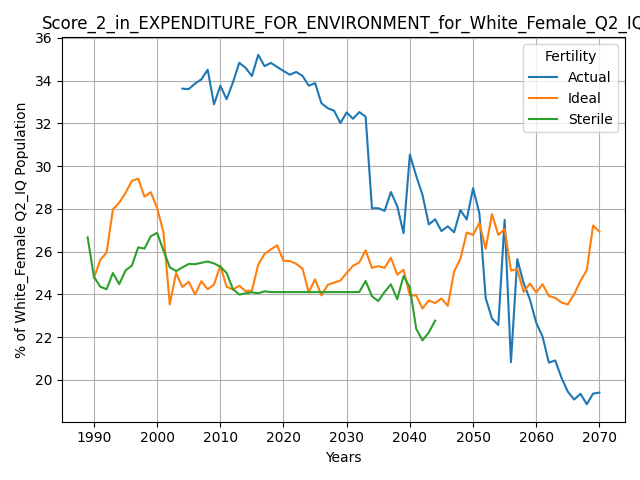 Score_2_in_EXPENDITURE_FOR_ENVIRONMENT_for_White_Female_Q2_IQ
% of White_Female Q2_IQ Population
36
34
32
30
28
26
24
22
20
Fertility
Actual
Ideal
Sterile
1990 2000 2010 2020 2030 2040 2050 2060 2070
Years